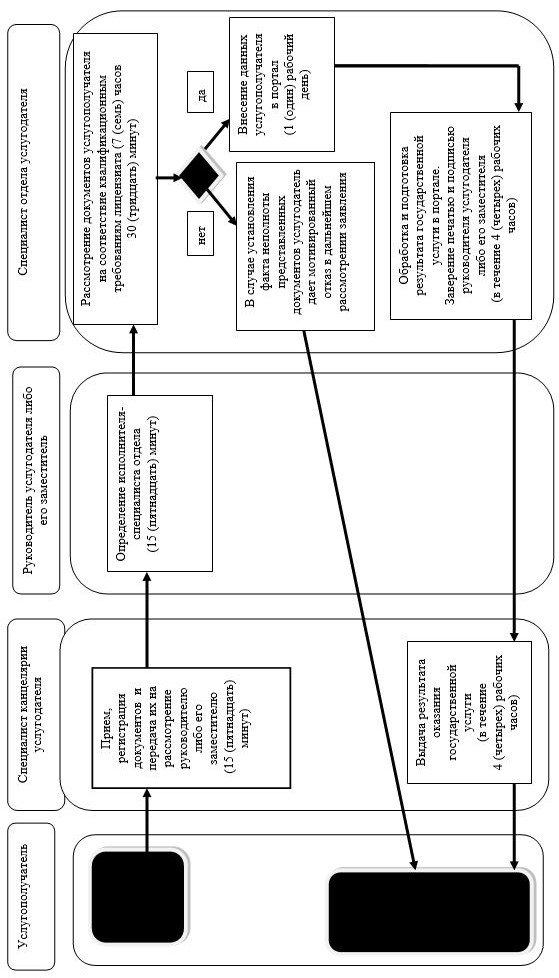 Услугополучатель
Специалист канцелярии
услугодателя
Руководитель услугодателя либо
его заместитель
Специалист отдела услугодателя
Прием,
регистрация
документов и
передача их на
рассмотрение
руководителю
либо его
заместителю
(15 (пятнадцать)
минут)
Определение исполнителя-
специалиста отдела
(15 (пятнадцать) минут)
Рассмотрение документов услугополучателя
на соответствие квалификационным
требованиям лицензиата (7 (семь) часов
30 (тридцать) минут)
нет
да
Внесение данных
услугополучателя
в портал
(1 (один) рабочий
день)
В случае установления
факта неполноты
представленных
документов услугодатель
дает мотивированный
отказ в дальнейшем
рассмотрении заявления
Обработка и подготовка
результата государственной
услуги в портале.
Заверение печатью и подписью
руководителя услугодателя
либо его заместителя
(в течение 4 (четырех) рабочих
часов)
Выдача результата
оказания
государственной
услуги
(в течение
4 (четырех) рабочих
часов)